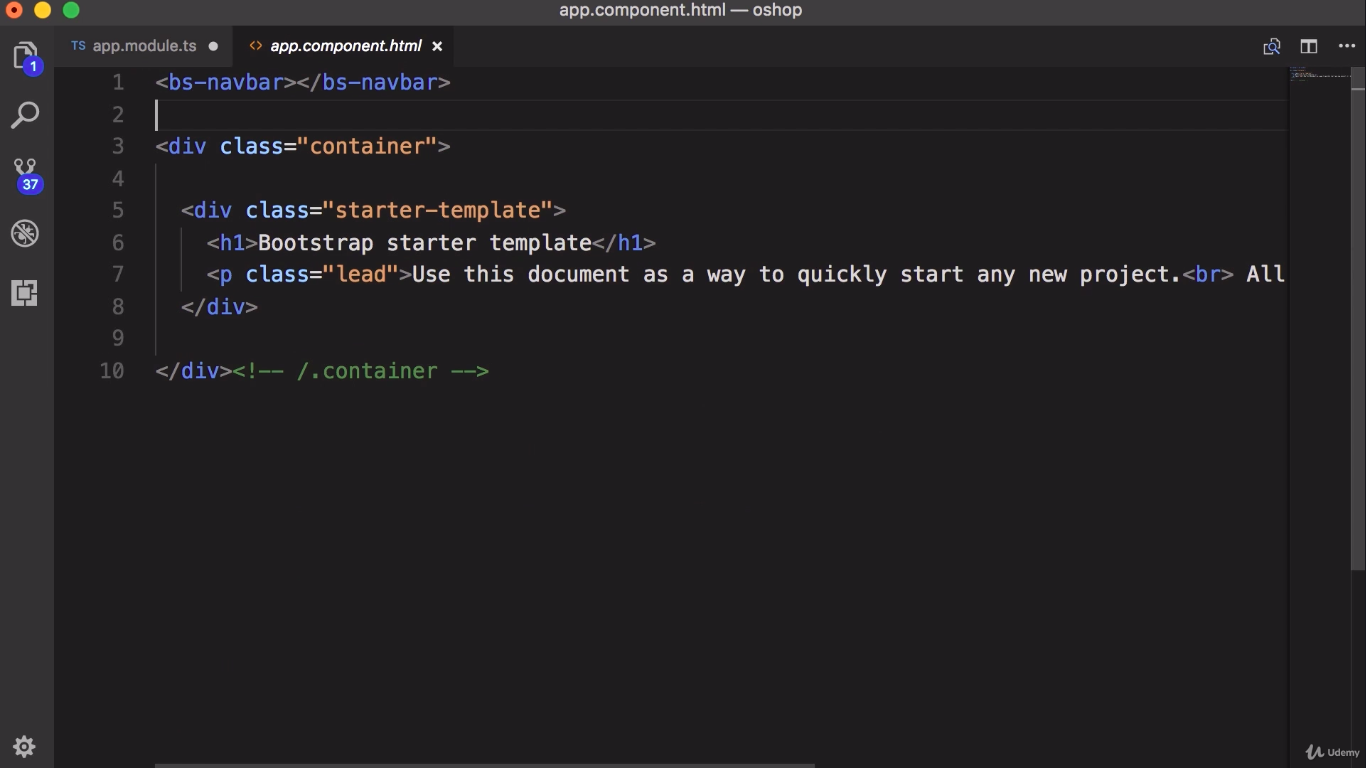 app.component.html — oshop
TS app.module.ts
<> app.component.html ×
1
1 <bs-navbar></bs-navbar>
2
3 <div class="container">
4
37
5 <div class="starter-template">
6 <h1>Bootstrap starter template</h1>
7 <p class="lead">Use this document as a way to quickly start any new project.<br> All
8 </div>
9
10 </div><!-- /.container -->
Udemy